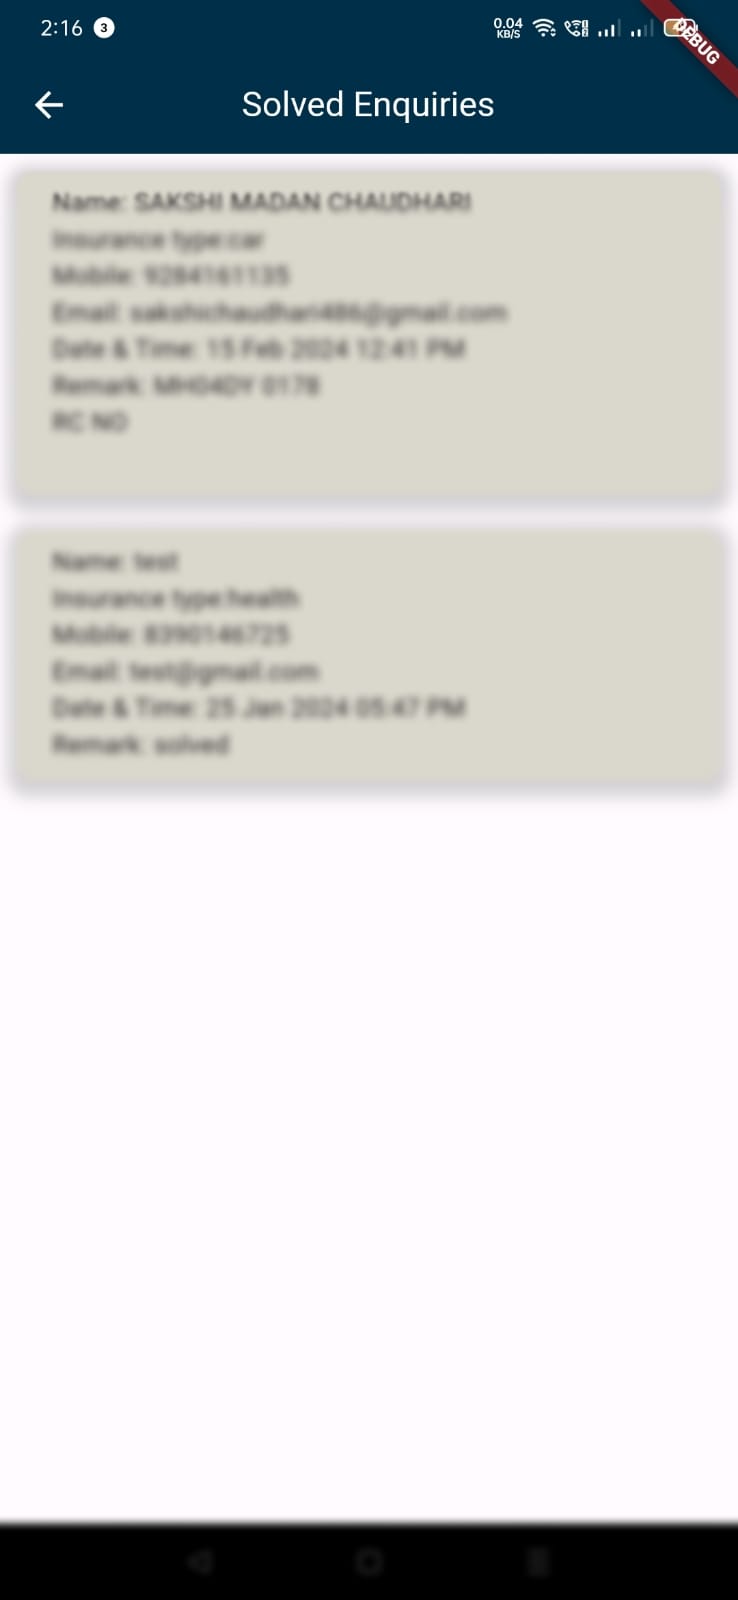 2:16 3 0.04 KB/S
DEBUG
Solved Enquiries
Name: SAKSHI MADAN CHAUDHARI
Insurance type:car
Mobile: 9284161135
Email: sakshichaudhari486@gmail.com
Date & Time: 15 Feb 2024 12:41 PM
Remark: MH04DY 0178
RC NO
Name: test
Insurance type:health
Mobile: 8390146725
Email: test@gmail.com
Date & Time: 25 Jan 2024 05:47 PM
Remark: solved